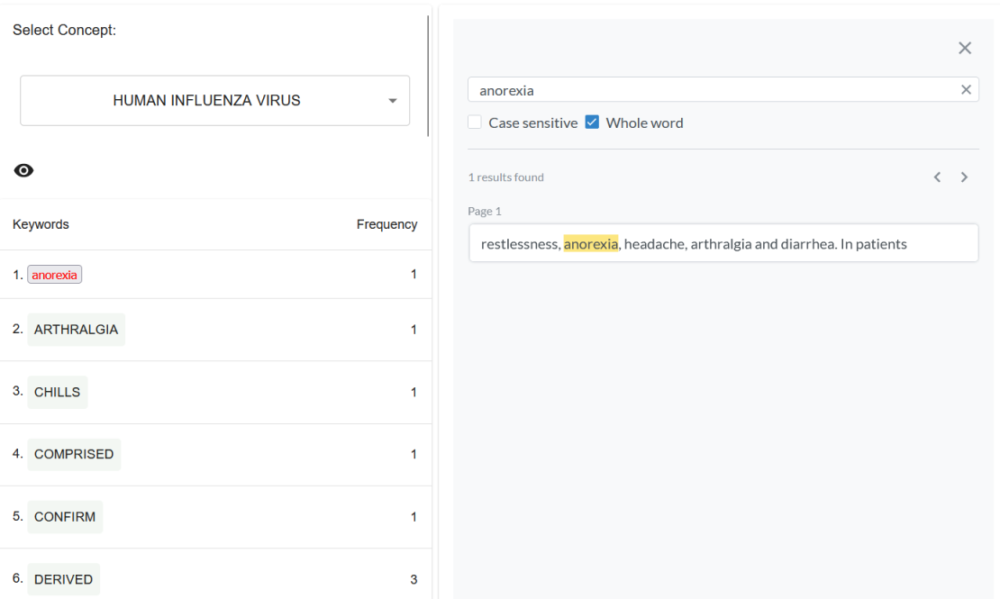 Select Concept:
HUMAN INFLUENZA VIRUS
Keywords Frequency
1. anorexia 1
2. ARTHRALGIA 1
3. CHILLS 1
4. COMPRISED 1
5. CONFIRM 1
6. DERIVED 3
anorexia
Case sensitive Whole word
1 results found
Page 1
restlessness, anorexia, headache, arthralgia and diarrhea. In patients